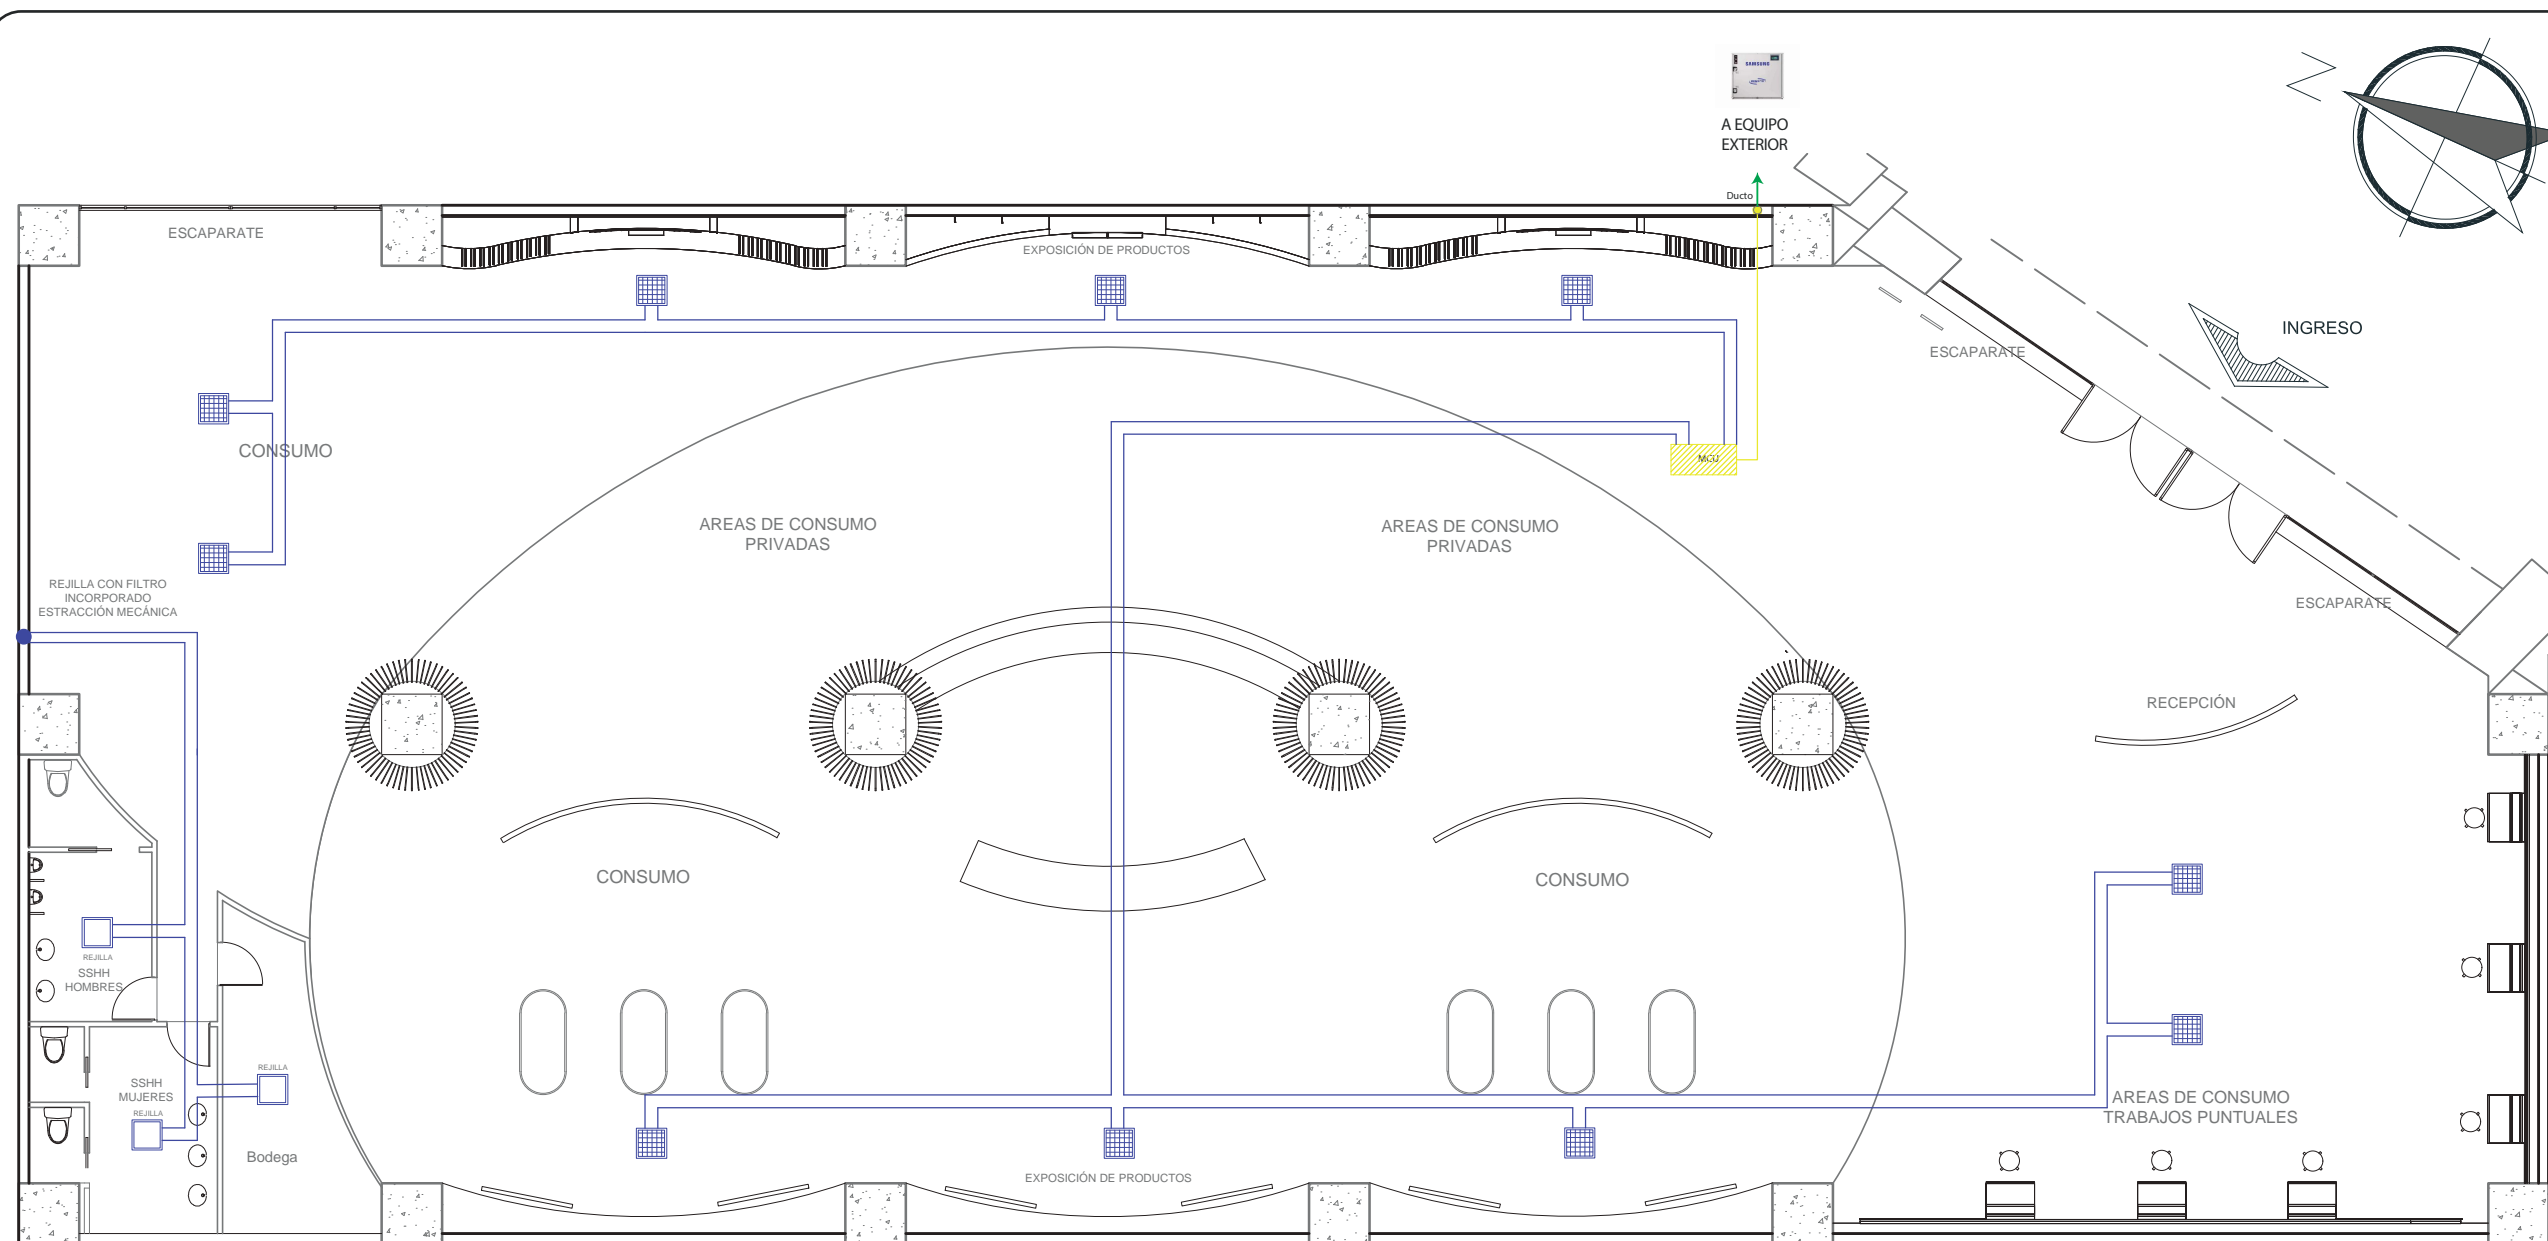 SAMSUNG
A EQUIPO
EXTERIOR
N
Ducto
ESCAPARATE
EXPOSICIÓN DE PRODUCTOS
INGRESO
ESCAPARATE
CONSUMO
MCU
AREAS DE CONSUMO
PRIVADAS
AREAS DE CONSUMO
PRIVADAS
REJILLA CON FILTRO
INCORPORADO
ESTRACCIÓN MECÁNICA
ESCAPARATE
RECEPCIÓN
CONSUMO
CONSUMO
REJILLA
SSHH
HOMBRES
REJILLA
SSHH
MUJERES
REJILLA
AREAS DE CONSUMO
TRABAJOS PUNTUALES
Bodega
EXPOSICIÓN DE PRODUCTOS